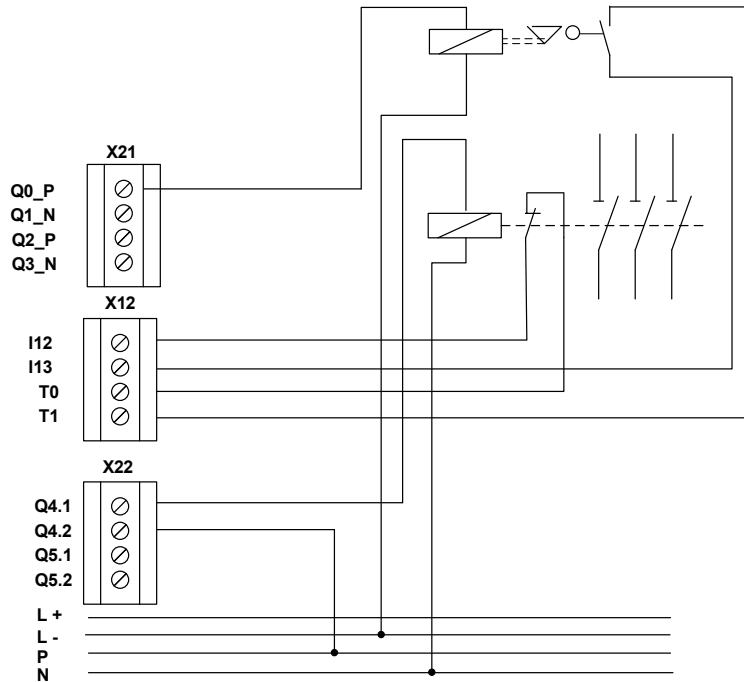 X21
Q0_P
Q1_N
Q2_P
Q3_N
X12
I12
I13
T0
T1
X22
Q4.1
Q4.2
Q5.1
Q5.2
L +
L -
P
N